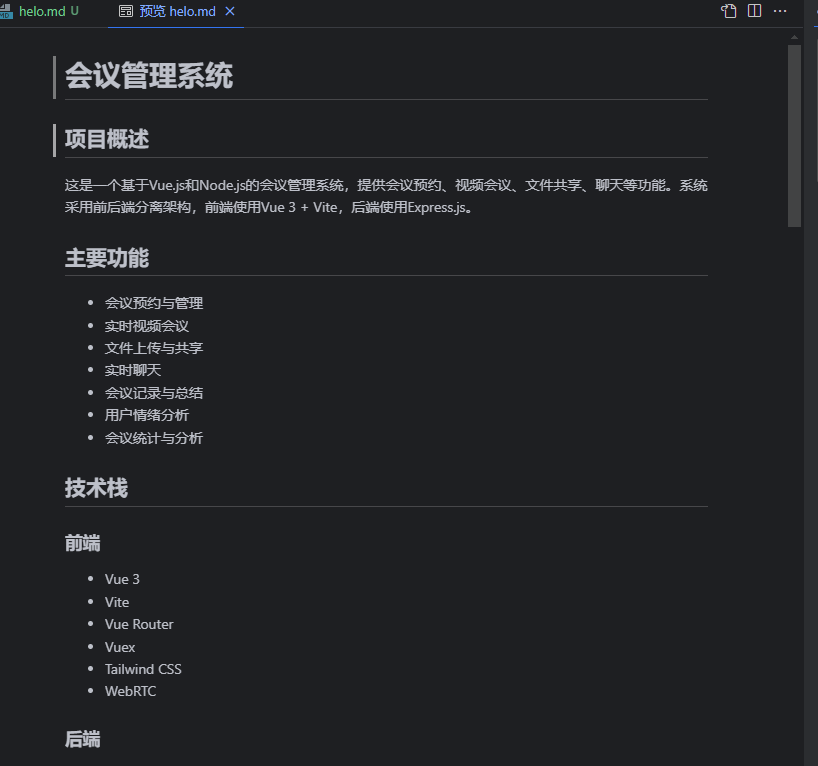 helo.md U
预览 helo.md
会议管理系统
项目概述
这是一个基于Vue.js和Node.js的会议管理系统，提供会议预约、视频会议、文件共享、聊天等功能。系统
采用前后端分离架构，前端使用Vue 3 + Vite，后端使用Express.js。
主要功能
会议预约与管理
实时视频会议
文件上传与共享
实时聊天
会议记录与总结
用户情绪分析
会议统计与分析
技术栈
前端
Vue 3
Vite
Vue Router
Vuex
Tailwind CSS
WebRTC
后端